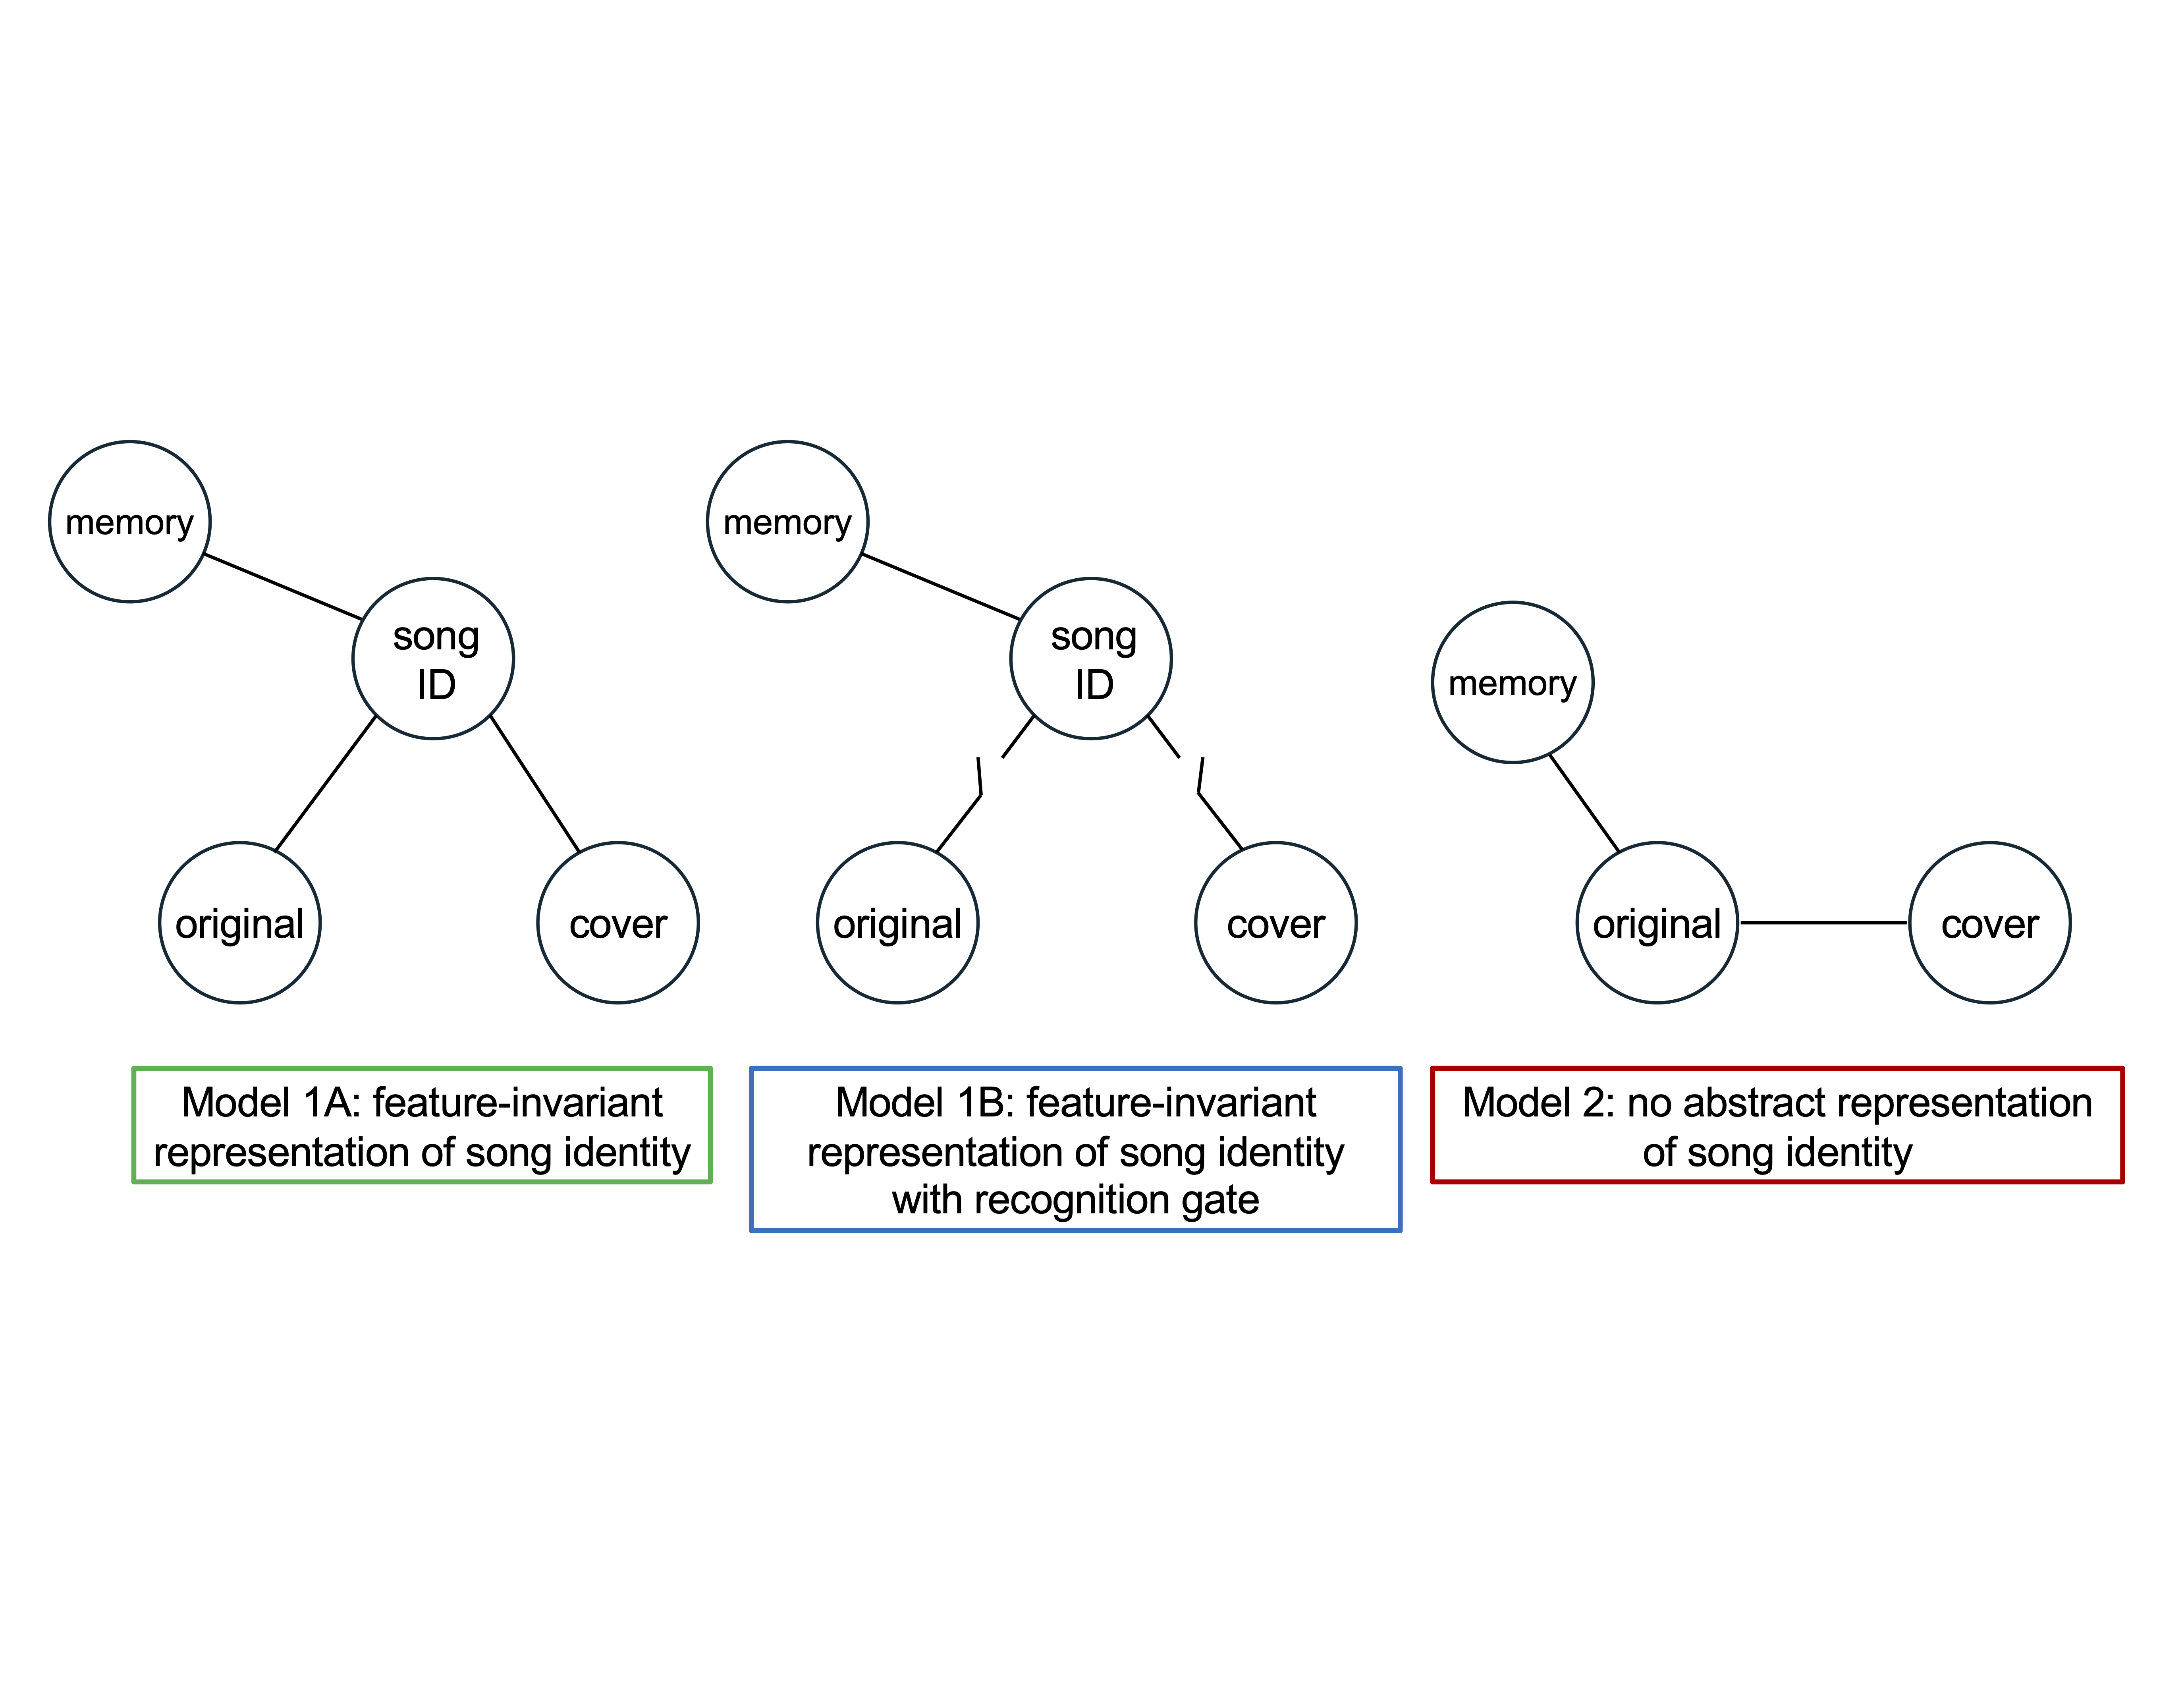 memory
song
ID
original
cover
Model 1A: feature-invariant
representation of song identity
memory
song
ID
original
cover
Model 1B: feature-invariant
representation of song identity
with recognition gate
memory
original
cover
Model 2: no abstract representation
of song identity